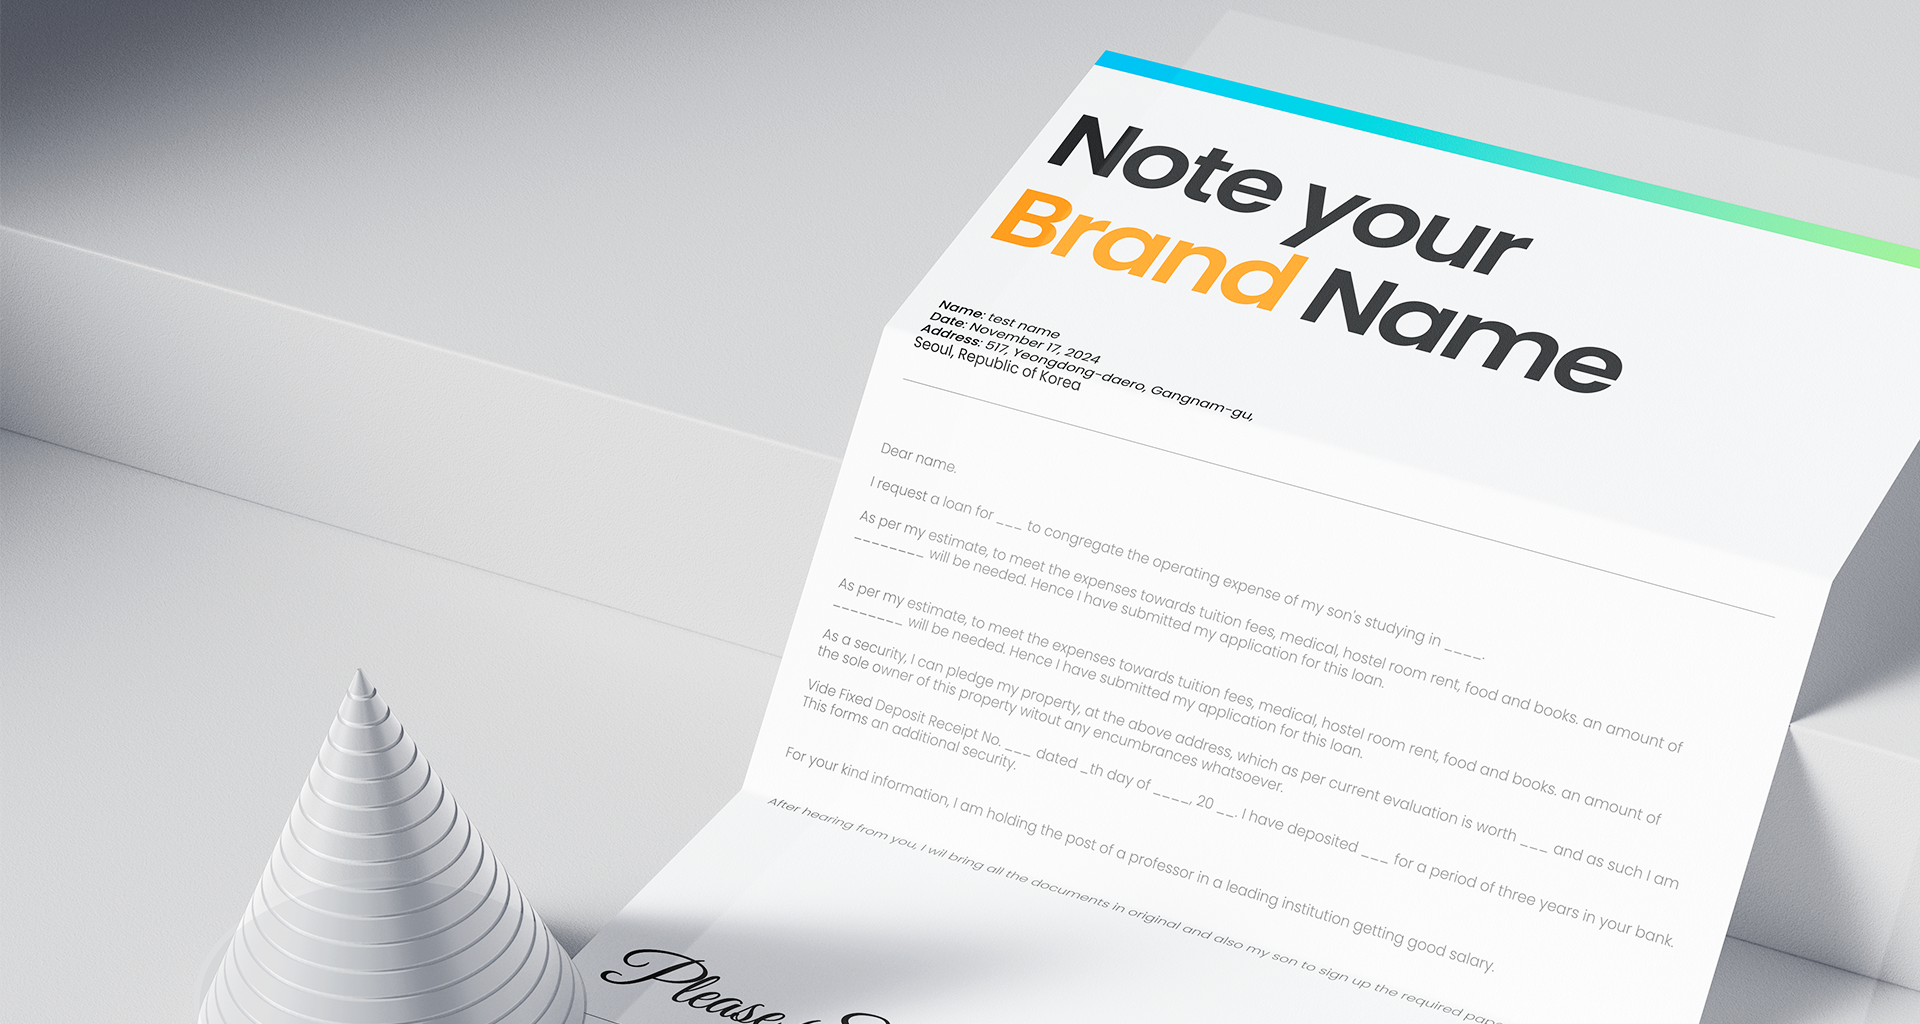 Note your
Brand Name
Name: test name
Date: November 17, 2024
Address: 517, Yeongdong-daero, Gangnam-gu,
Seoul, Republic of Korea
Dear name.
I request a loan for ___ to congregate the operating expense of my son's studying in ____.
As per my estimate, to meet the expenses towards tuition fees, medical, hostel room rent, food and books. an amount of
________ will be needed. Hence I have submitted my application for this loan.
As per my estimate, to meet the expenses towards tuition fees, medical, hostel room rent, food and books. an amount of
________ will be needed. Hence I have submitted my application for this loan.
As a security, I can pledge my property, at the above address, which as per current evaluation is worth ___ and as such I am
the sole owner of this property witout any encumbrances whatsoever.
Vide Fixed Deposit Receipt No. ___ dated _th day of ____, 20 __. I have deposited ___ for a period of three years in your bank.
This forms an additional security.
For your kind information, I am holding the post of a professor in a leading institution getting good salary.
After hearing from you, I wil bring all the documents in original and also my son to sign up the required
Please